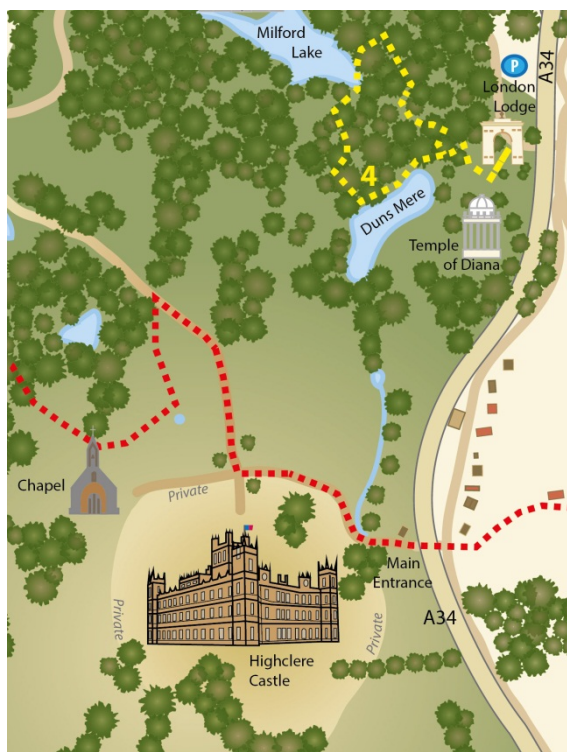 Milford
Lake
P
London
Lodge
A34
4
Duns Mere
Temple
of Diana
Chapel
Private
Main
Entrance
Private
Private
A34
Highclere
Castle